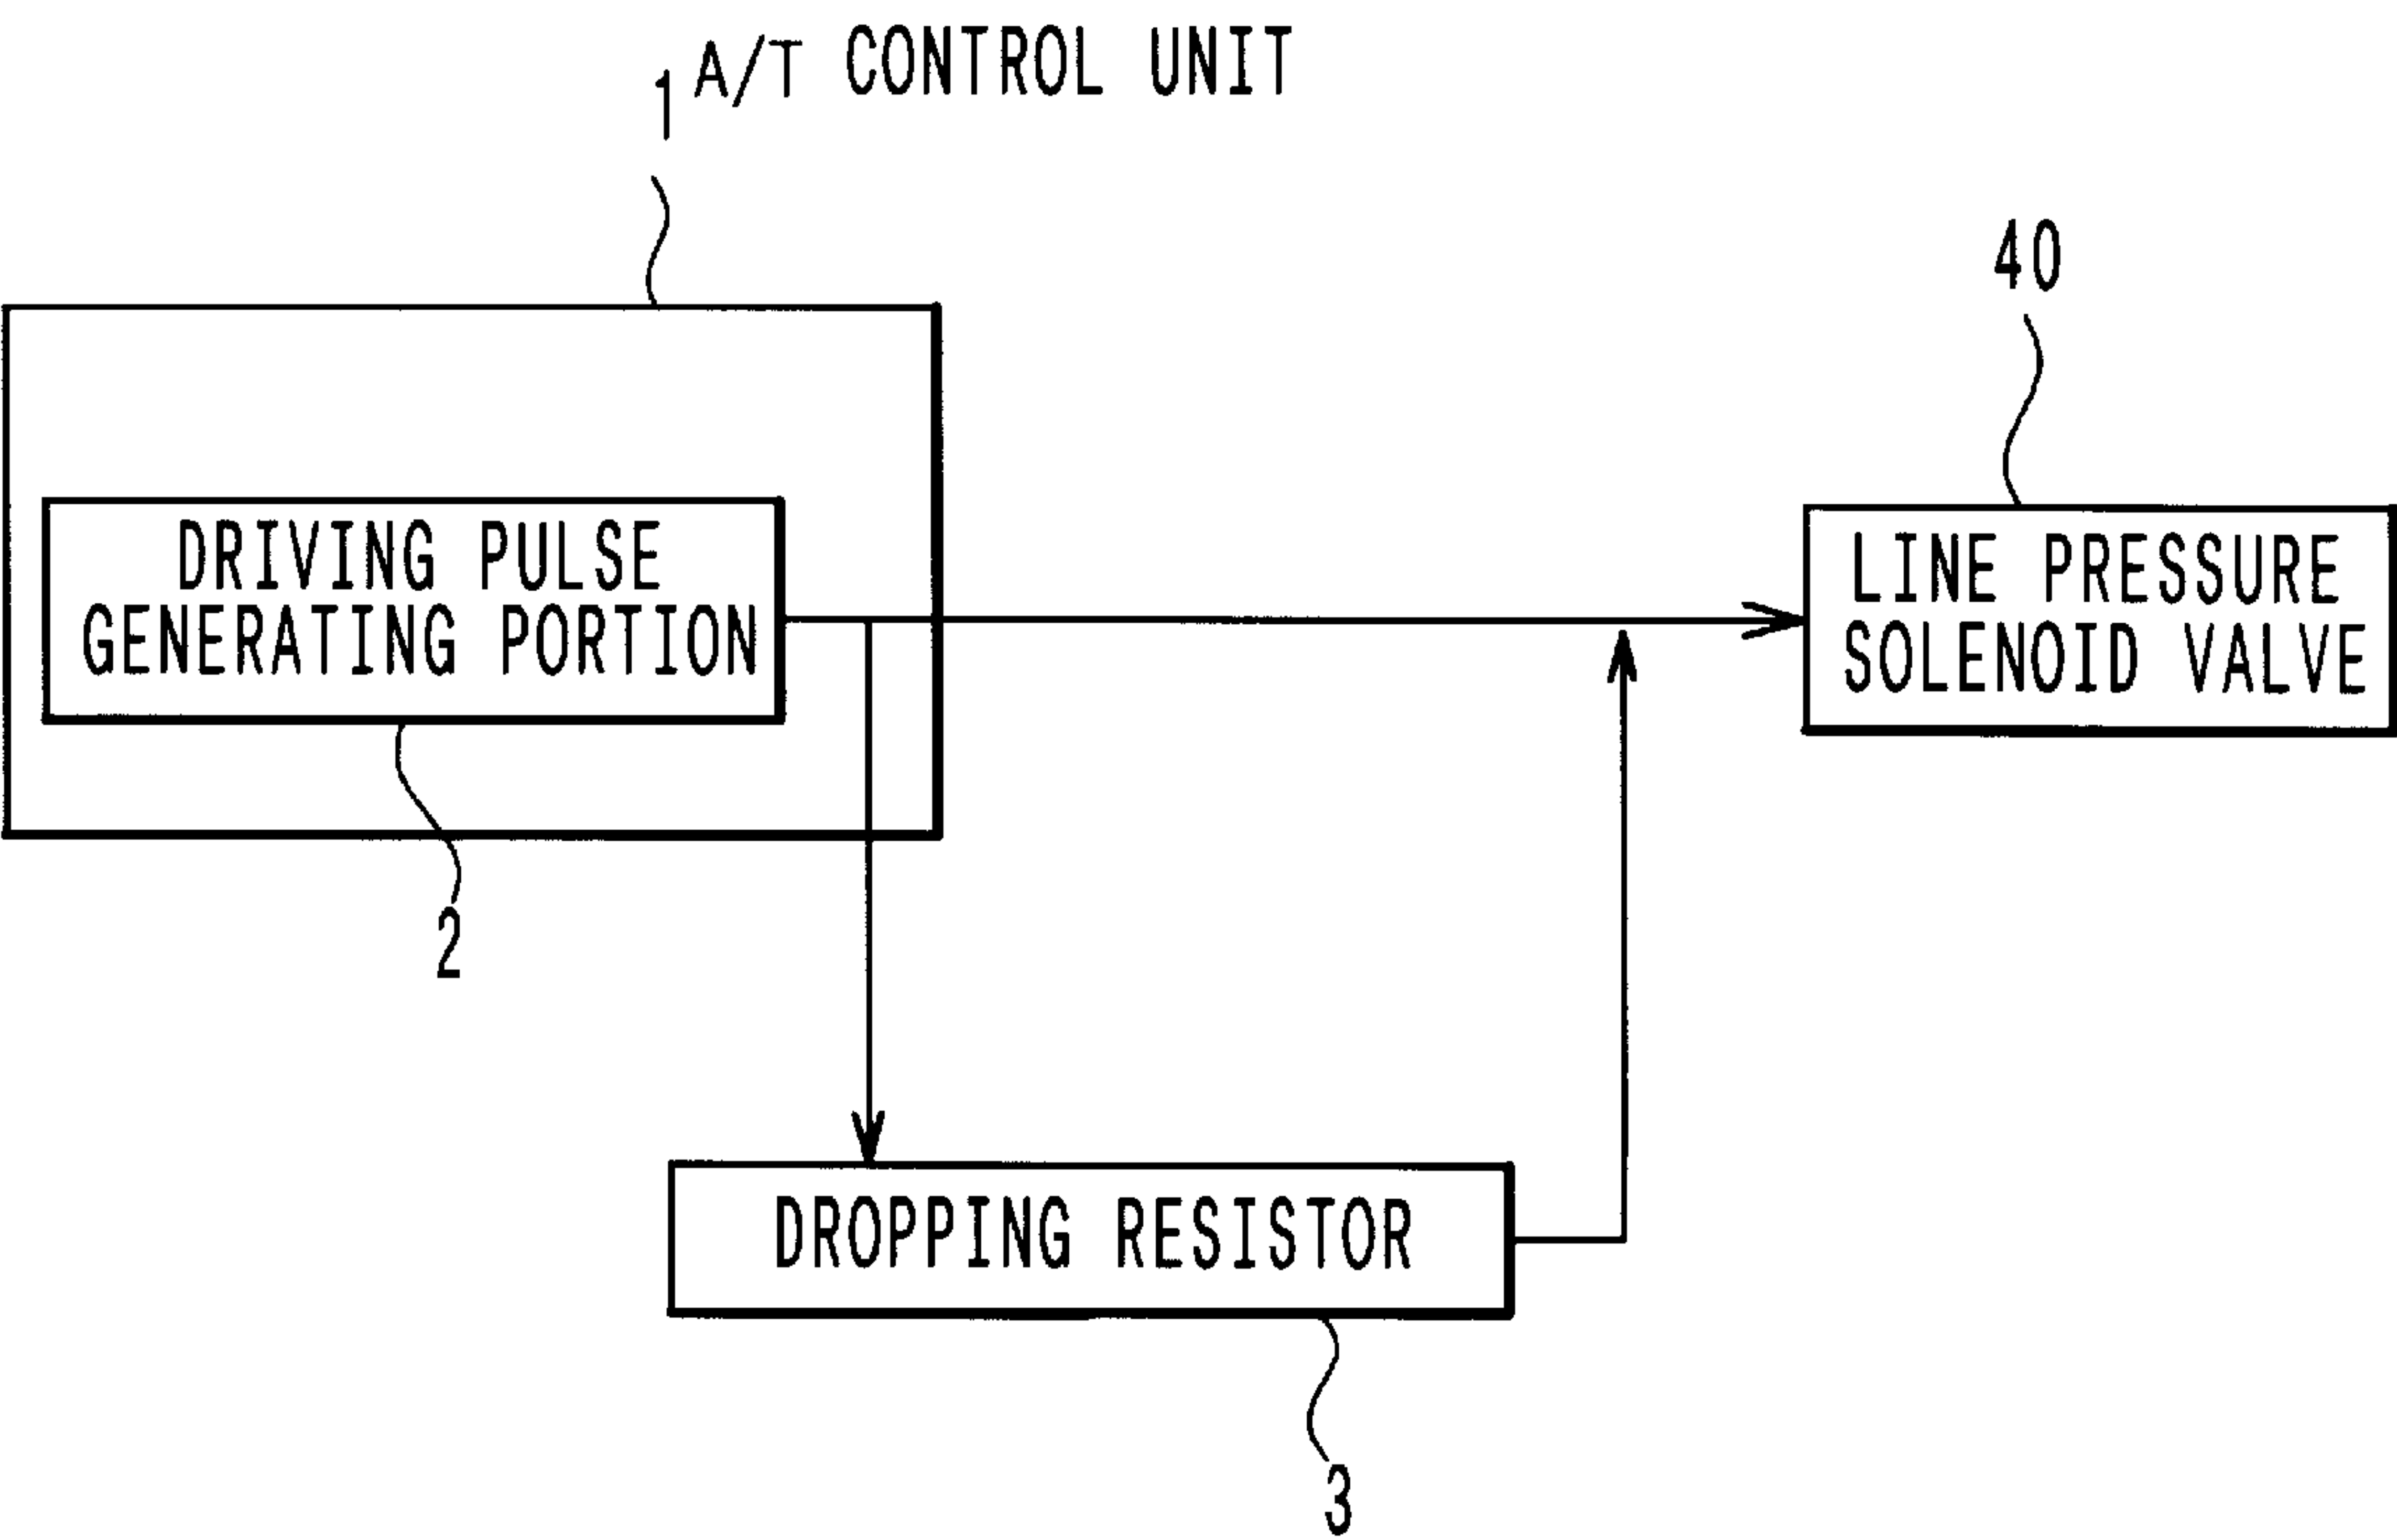 1 A/T CONTROL UNIT
40
DRIVING PULSE
GENERATING PORTION
LINE PRESSURE
SOLENOID VALVE
2
DROPPING RESISTOR
3